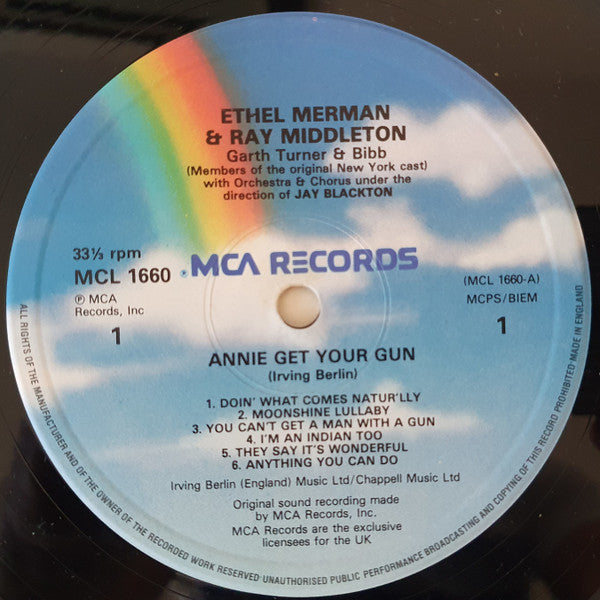 ETHEL MERMAN
& RAY MIDDLETON
Garth Turner & Bibb
(Members of the original New York cast)
with Orchestra & Chorus under the
direction of JAY BLACKTON
33⅓ rpm
MCL 1660
MCA RECORDS
(MCL 1660-A)
℗ MCA
Records, Inc
MCPS/BIEM
1
1
ANNIE GET YOUR GUN
(Irving Berlin)
1. DOIN' WHAT COMES NATUR'LLY
2. MOONSHINE LULLABY
3. YOU CAN'T GET A MAN WITH A GUN
4. I'M AN INDIAN TOO
5. THEY SAY IT'S WONDERFUL
6. ANYTHING YOU CAN DO
Irving Berlin (England) Music Ltd/Chappell Music Ltd
Original sound recording made
by MCA Records, Inc.
MCA Records are the exclusive
licensees for the UK
ALL RIGHTS OF THE MANUFACTURER AND OF THE OWNER OF THE RECORDED WORK RESERVED·UNAUTHORISED PUBLIC PERFORMANCE BROADCASTING AND COPYING OF THIS RECORD PROHIBITED·MADE IN ENGLAND